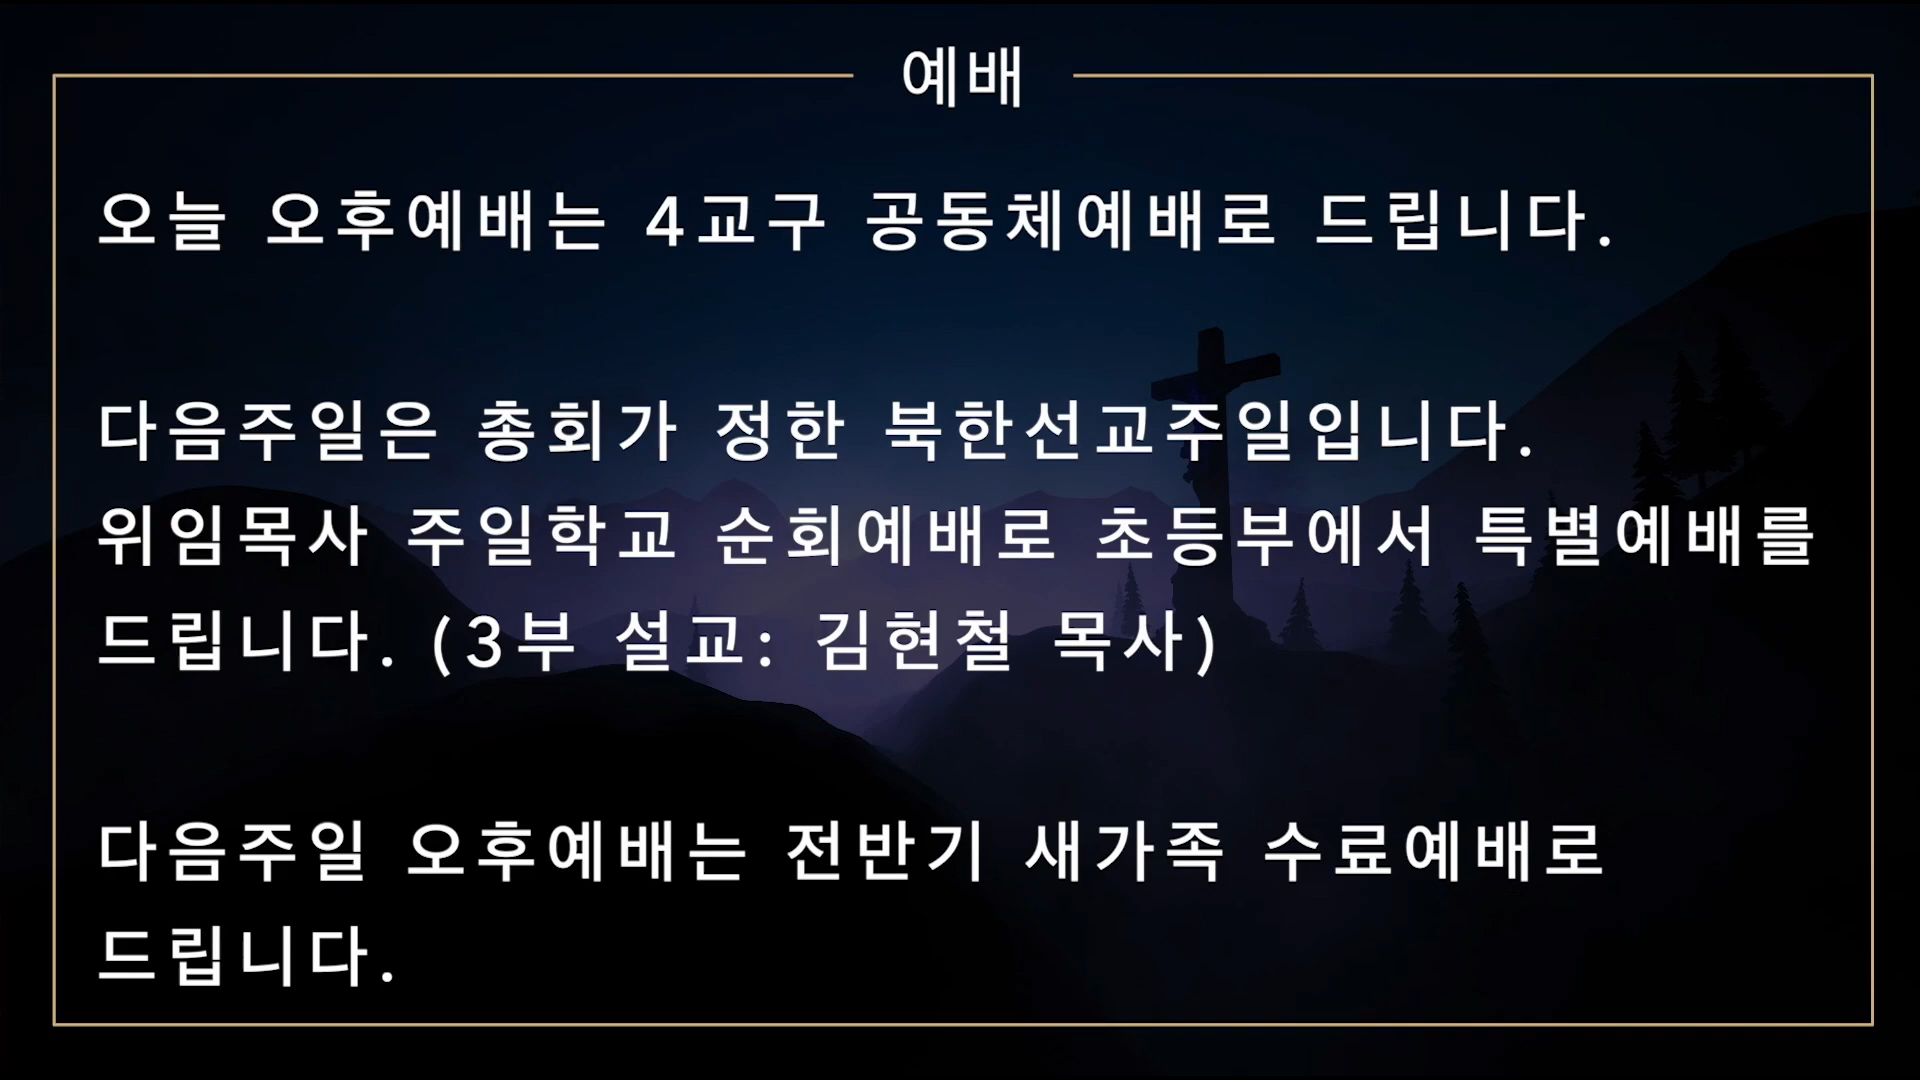 예배
오늘 오후예배는 4교구 공동체예배로 드립니다.
다음주일은 총회가 정한 북한선교주일입니다.
위임목사 주일학교 순회예배로 초등부에서 특별예배를
드립니다. (3부 설교: 김현철 목사)
다음주일 오후예배는 전반기 새가족 수료예배로
드립니다.